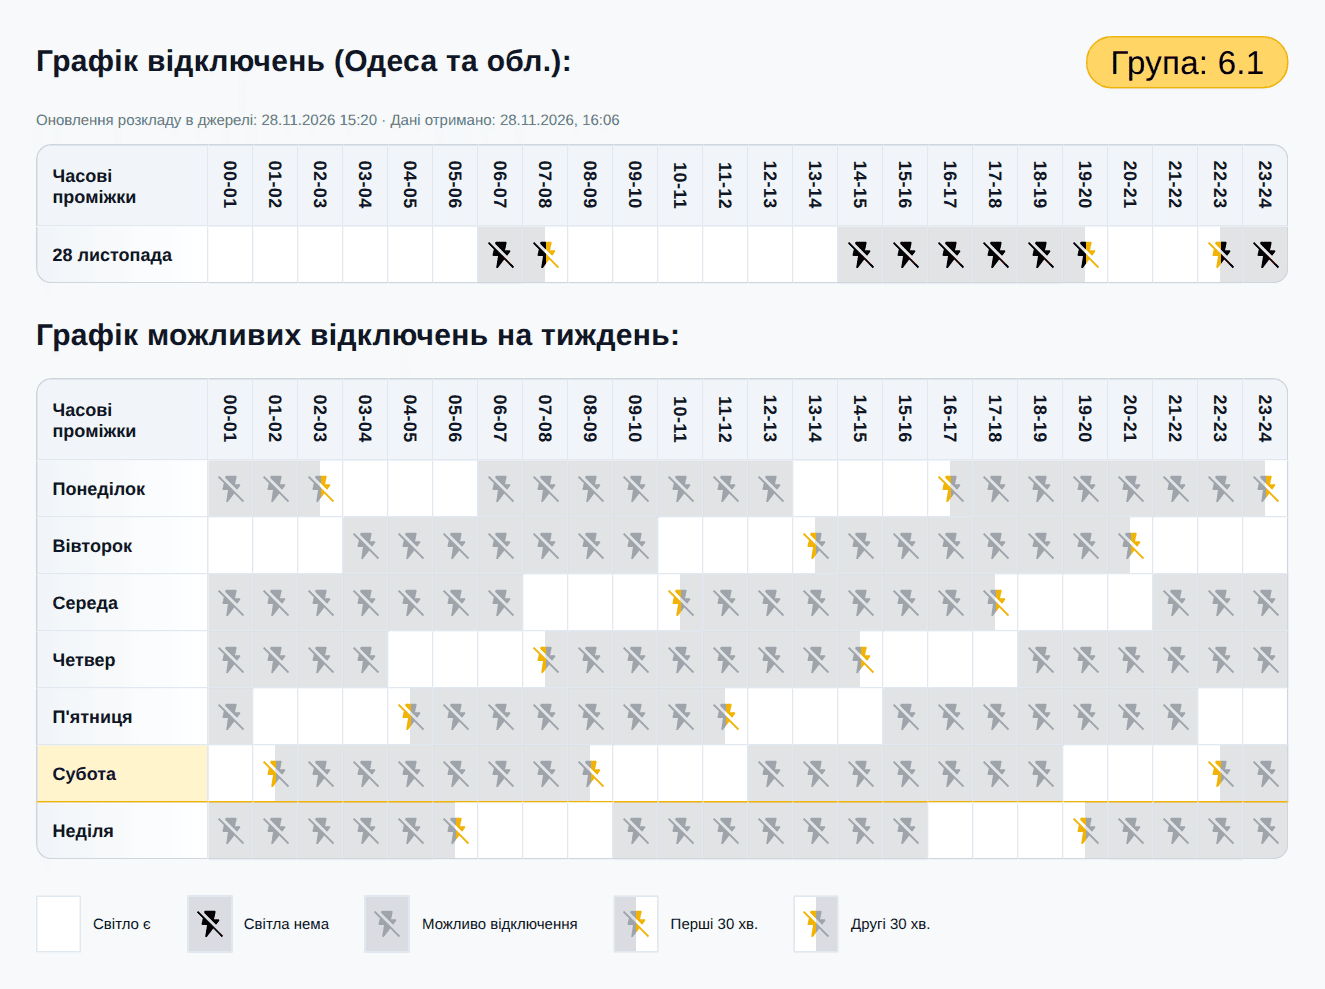 Графік відключень (Одеса та обл.):
Група: 6.1
Оновлення розкладу в джерелі: 28.11.2026 15:20 · Дані отримано: 28.11.2026, 16:06
Часові
проміжки
00-01 01-02 02-03 03-04 04-05 05-06 06-07 07-08 08-09 09-10 10-11 11-12 12-13 13-14 14-15 15-16 16-17 17-18 18-19 19-20 20-21 21-22 22-23 23-24
28 листопада
Графік можливих відключень на тиждень:
Часові
проміжки
00-01 01-02 02-03 03-04 04-05 05-06 06-07 07-08 08-09 09-10 10-11 11-12 12-13 13-14 14-15 15-16 16-17 17-18 18-19 19-20 20-21 21-22 22-23 23-24
Понеділок
Вівторок
Середа
Четвер
П'ятниця
Субота
Неділя
Світло є
Світла нема
Можливо відключення
Перші 30 хв.
Другі 30 хв.